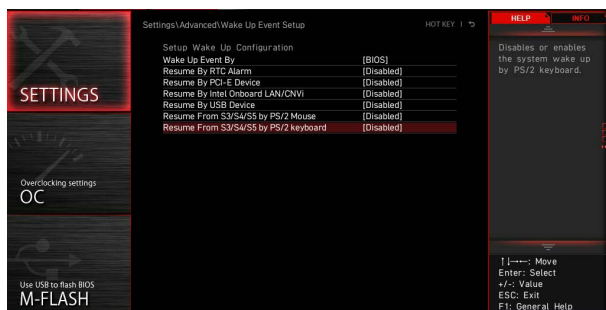 Settings\Advanced\Wake Up Event Setup
HOT KEY | ↰
HELP
INFO
Setup Wake Up Configuration
Wake Up Event By [BIOS]
Resume By RTC Alarm [Disabled]
Resume By PCI-E Device [Disabled]
Resume By Intel Onboard LAN/CNVi [Disabled]
Resume By USB Device [Disabled]
Resume From S3/S4/S5 by PS/2 Mouse [Disabled]
Resume From S3/S4/S5 by PS/2 keyboard [Disabled]
SETTINGS
Overclocking settings
OC
Use USB to flash BIOS
M-FLASH
Disables or enables
the system wake up
by PS/2 keyboard.
↑↓→←: Move
Enter: Select
+/-: Value
ESC: Exit
F1: General Help